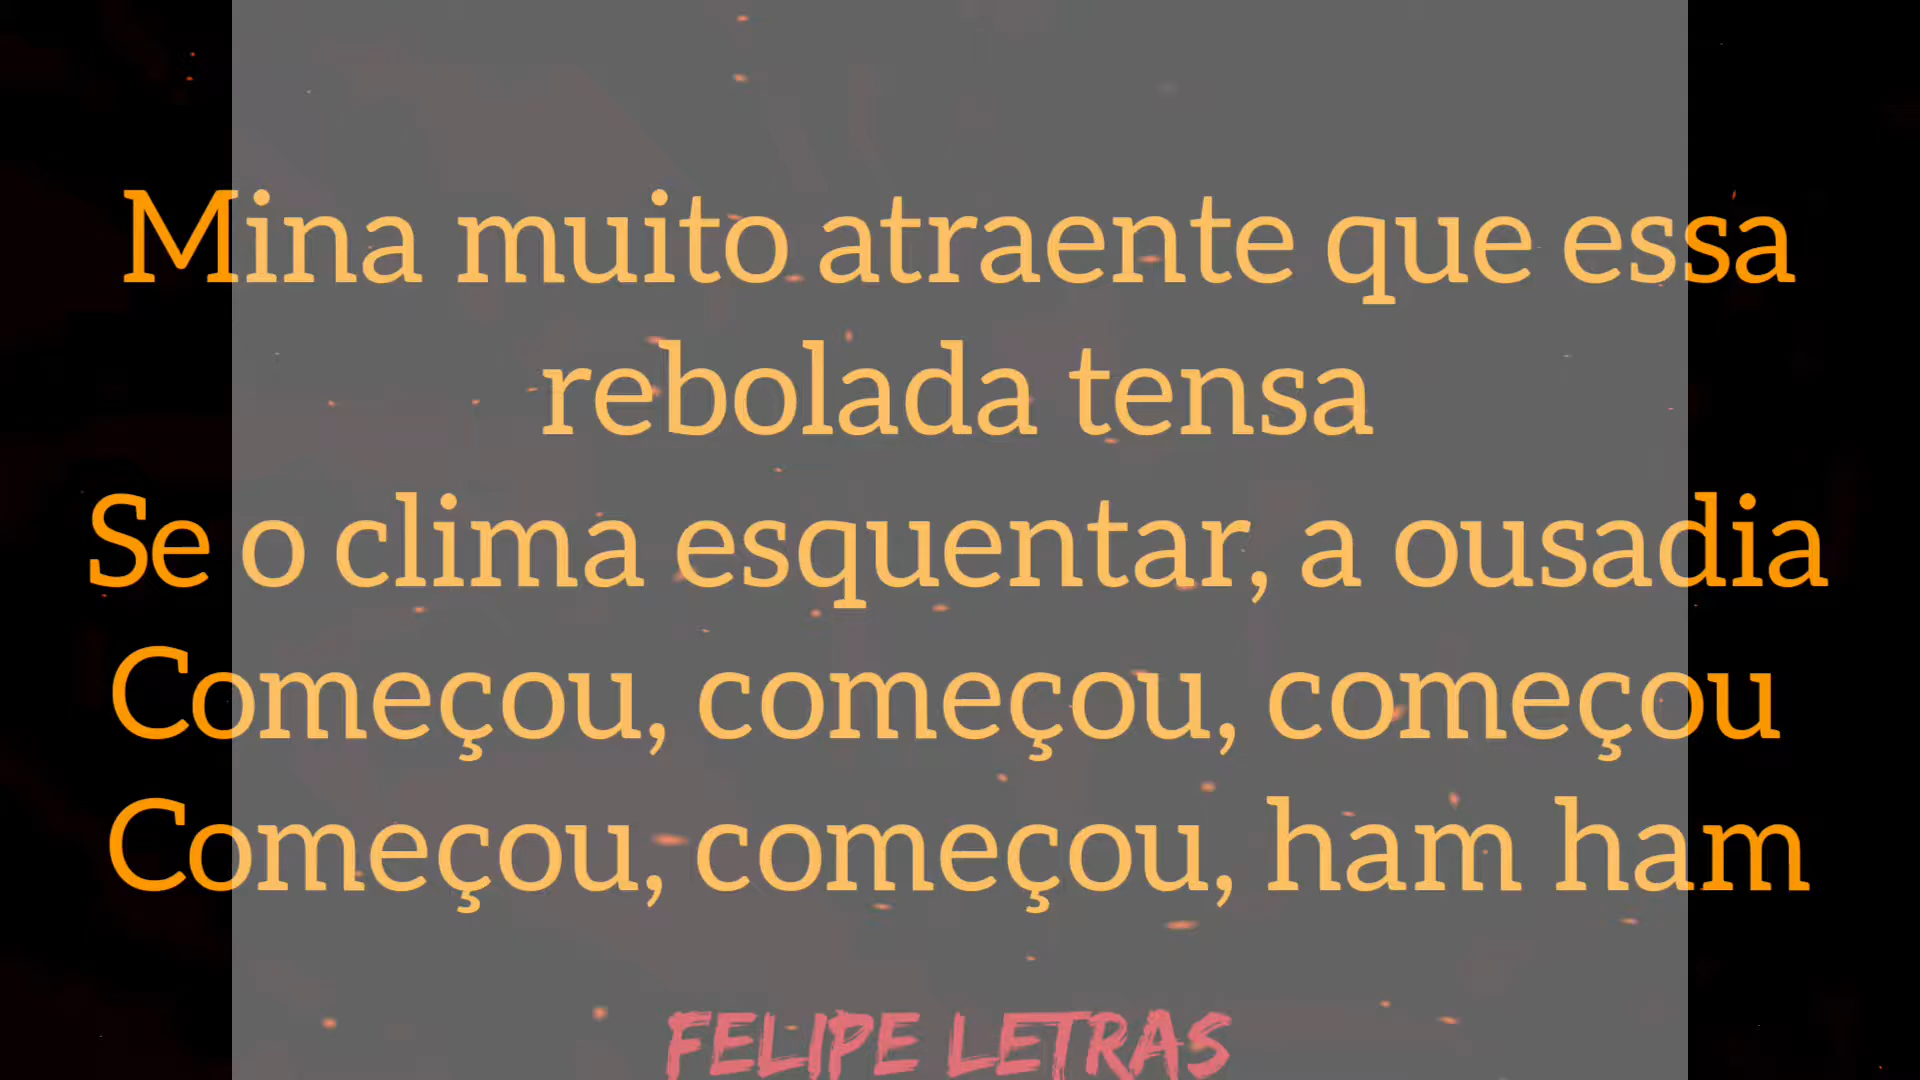 Mina muito atraente que essa
rebolada tensa
Se o clima esquentar, a ousadia
Começou, começou, começou
Começou, começou, ham ham
FELIPE LETRAS